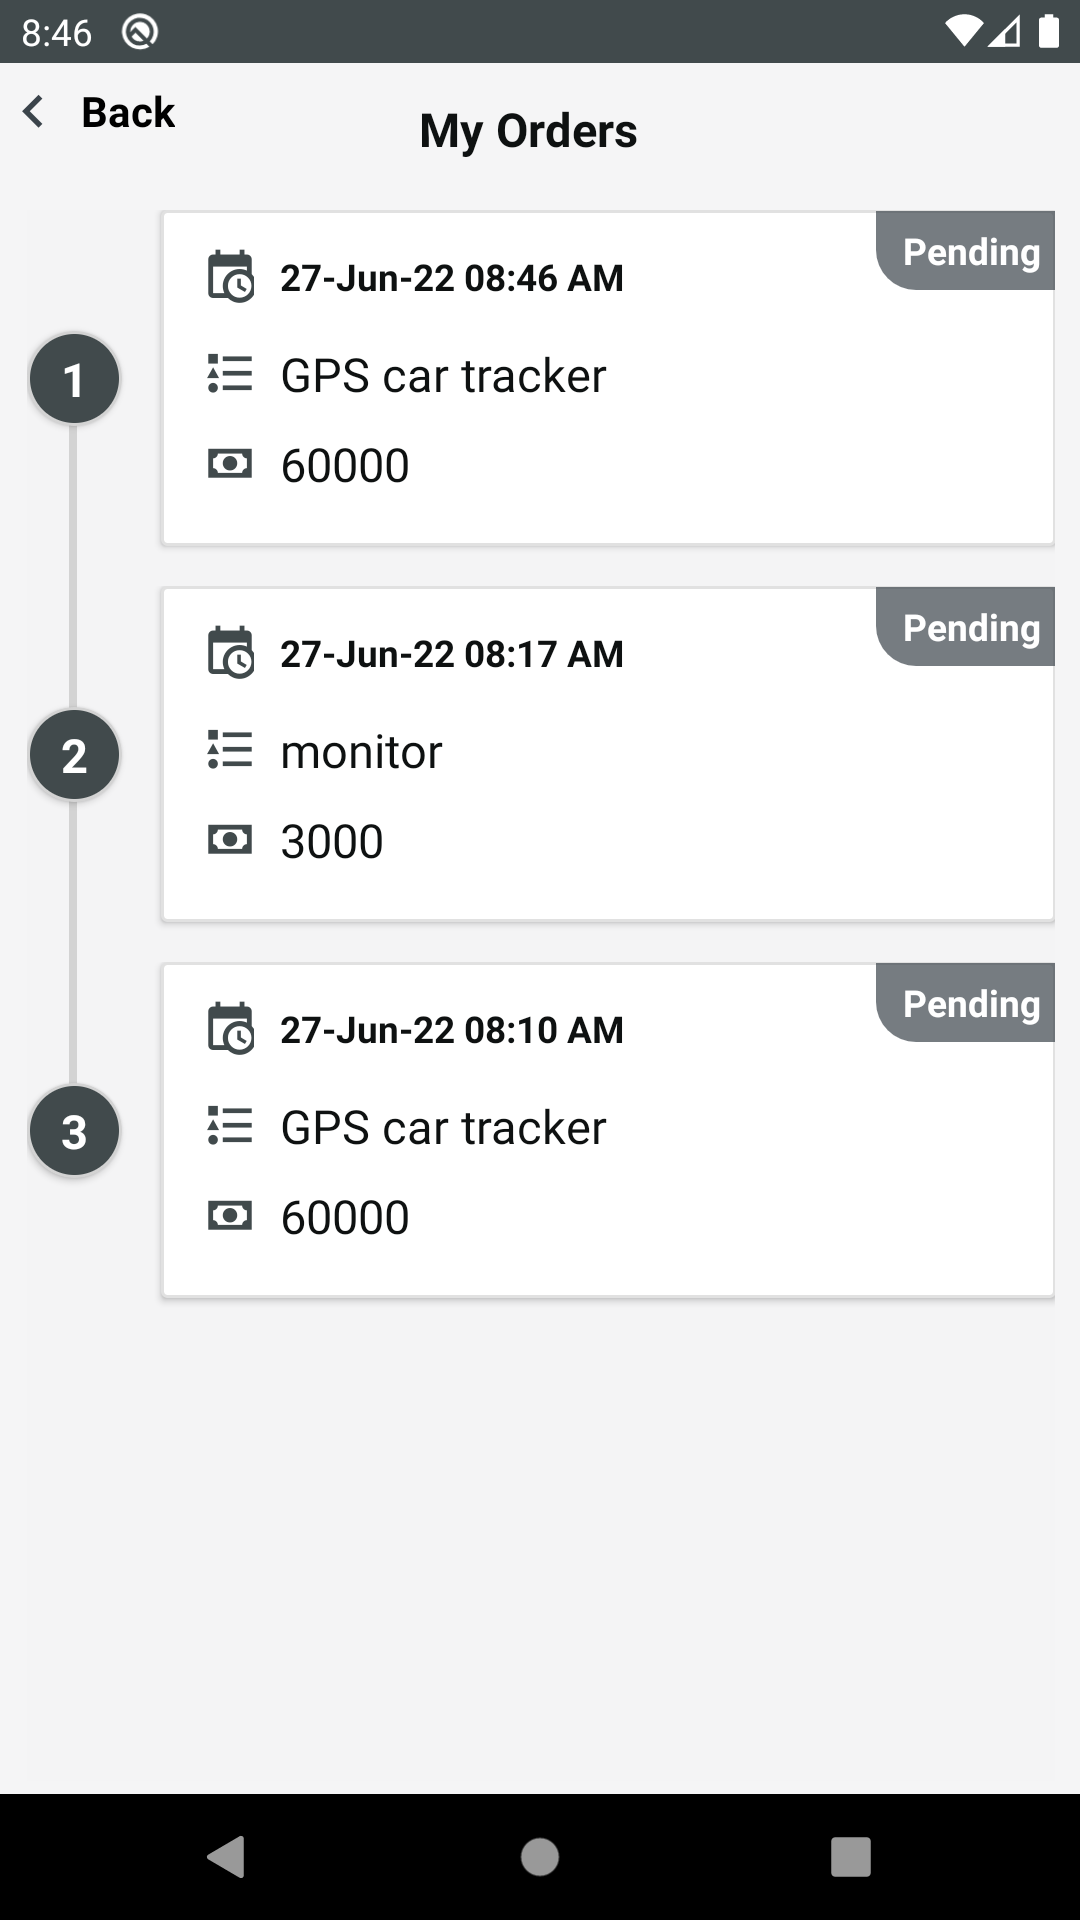 8:46
Back
My Orders
Pending
27-Jun-22 08:46 AM
1
GPS car tracker
60000
Pending
27-Jun-22 08:17 AM
2
monitor
3000
Pending
27-Jun-22 08:10 AM
3
GPS car tracker
60000